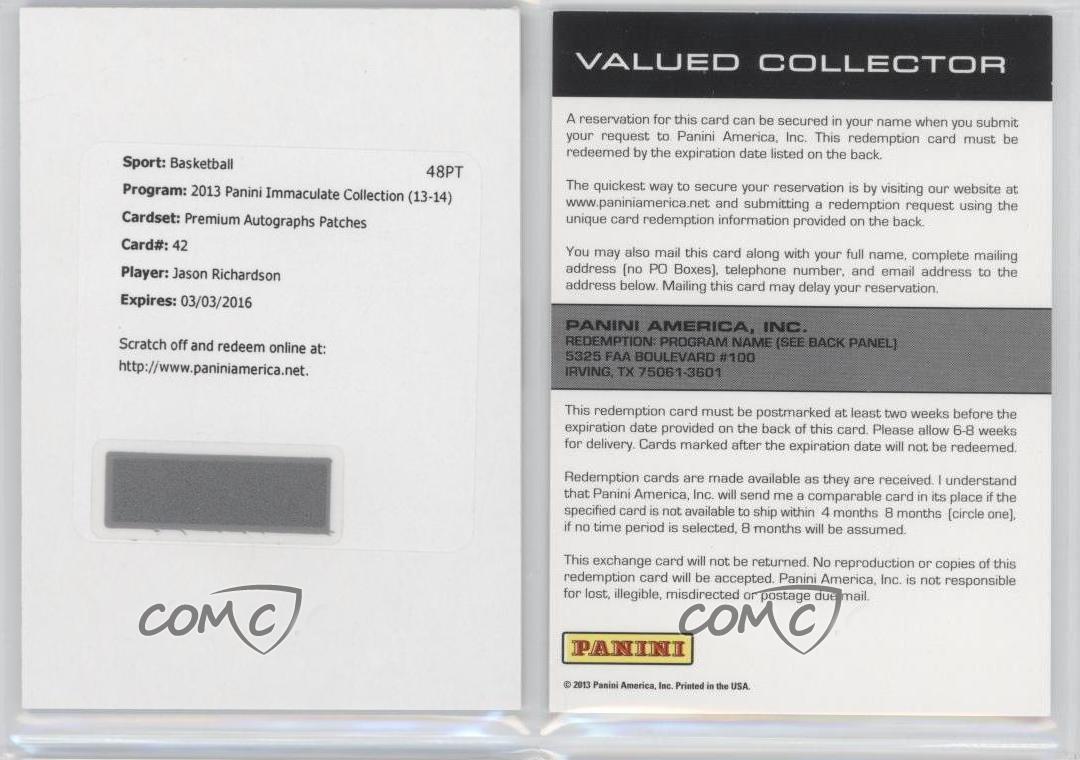 Sport: Basketball
48PT
Program: 2013 Panini Immaculate Collection (13-14)
Cardset: Premium Autographs Patches
Card#: 42
Player: Jason Richardson
Expires: 03/03/2016
Scratch off and redeem online at:
http://www.paniniamerica.net.
COMC
VALUED COLLECTOR
A reservation for this card can be secured in your name when you submit
your request to Panini America, Inc. This redemption card must be
redeemed by the expiration date listed on the back.
The quickest way to secure your reservation is by visiting our website at
www.paniniamerica.net and submitting a redemption request using the
unique card redemption information provided on the back.
You may also mail this card along with your full name, complete mailing
address (no PO Boxes), telephone number, and email address to the
address below. Mailing this card may delay your reservation.
PANINI AMERICA, INC.
REDEMPTION: PROGRAM NAME (SEE BACK PANEL)
5325 FAA BOULEVARD #100
IRVING, TX 75061-3601
This redemption card must be postmarked at least two weeks before the
expiration date provided on the back of this card. Please allow 6-8 weeks
for delivery. Cards marked after the expiration date will not be redeemed.
Redemption cards are made available as they are received. I understand
that Panini America, Inc. will send me a comparable card in its place if the
specified card is not available to ship within 4 months 8 months (circle one),
if no time period is selected, 8 months will be assumed.
This exchange card will not be returned. No reproduction or copies of this
redemption card will be accepted. Panini America, Inc. is not responsible
for lost, illegible, misdirected or postage due mail.
COMC
PANINI
© 2013 Panini America, Inc. Printed in the USA.